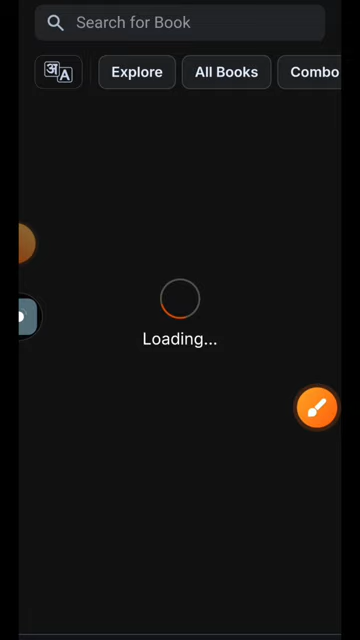 Search for Book
अ A
Explore
All Books
Combo
Loading...